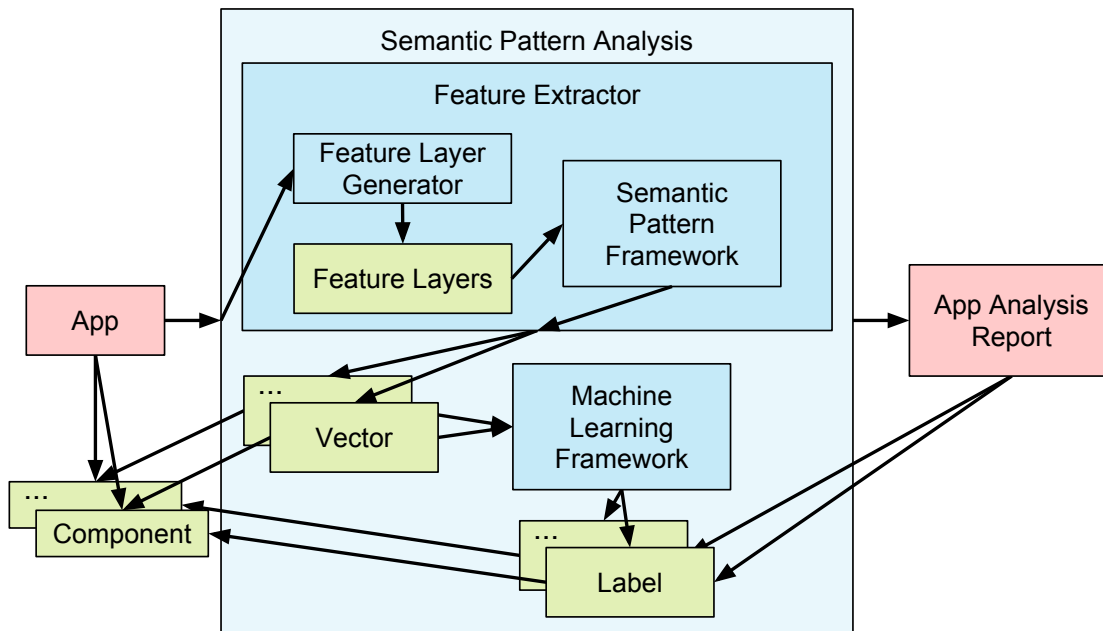 Semantic Pattern Analysis
Feature Extractor
Feature Layer
Generator
Semantic
Pattern
Framework
Feature Layers
App
App Analysis
Report
...
Vector
Machine
Learning
Framework
...
Component
...
Label